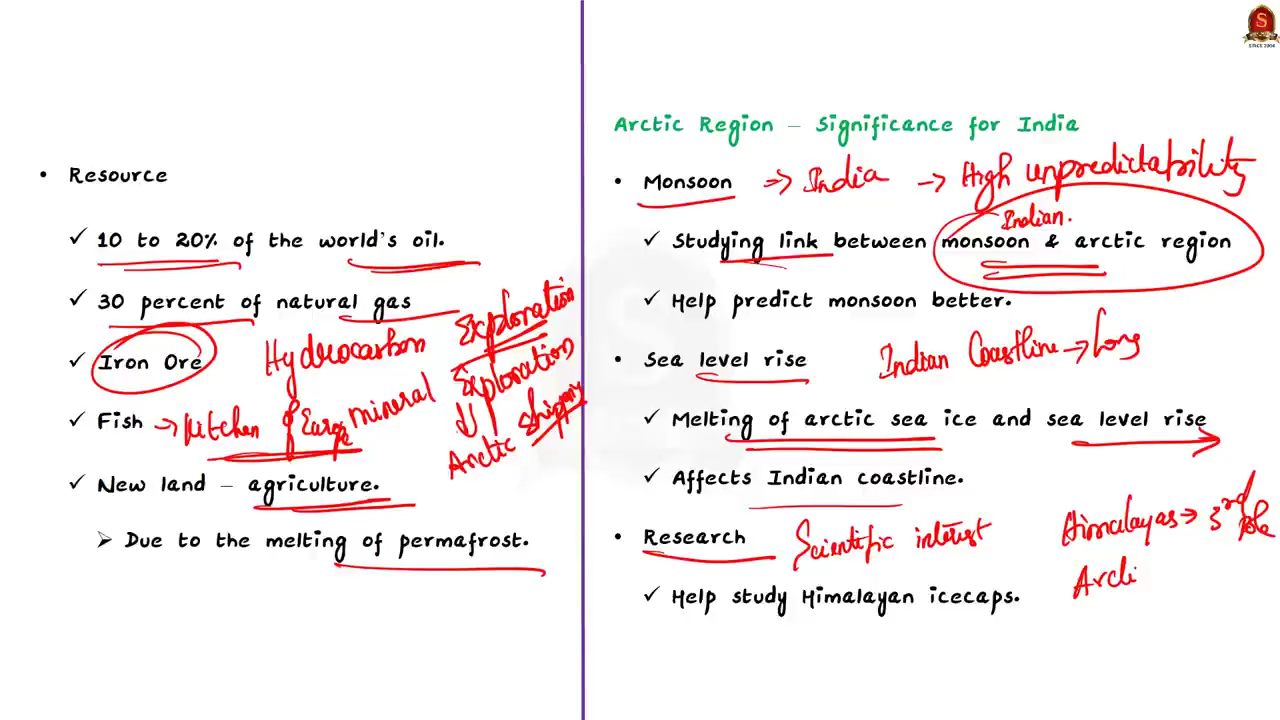 • Resource
✓ 10 to 20% of the world's oil.
✓ 30 percent of natural gas
Exploration
✓ Iron Ore
Hydrocarbon
mineral Exploration
✓ Fish → Kitchen of Europe
Arctic Shipping
✓ New land – agriculture.
➢ Due to the melting of permafrost.
SINCE 2004
Arctic Region – Significance for India
• Monsoon ⇒ India → High unpredictability
Indian.
✓ Studying link between monsoon & arctic region
✓ Help predict monsoon better.
• Sea level rise Indian Coastline → Long
✓ Melting of arctic sea ice and sea level rise
✓ Affects Indian coastline.
• Research Scientific interest
Himalayas → 3rd Pole
✓ Help study Himalayan icecaps.
Arcti
S